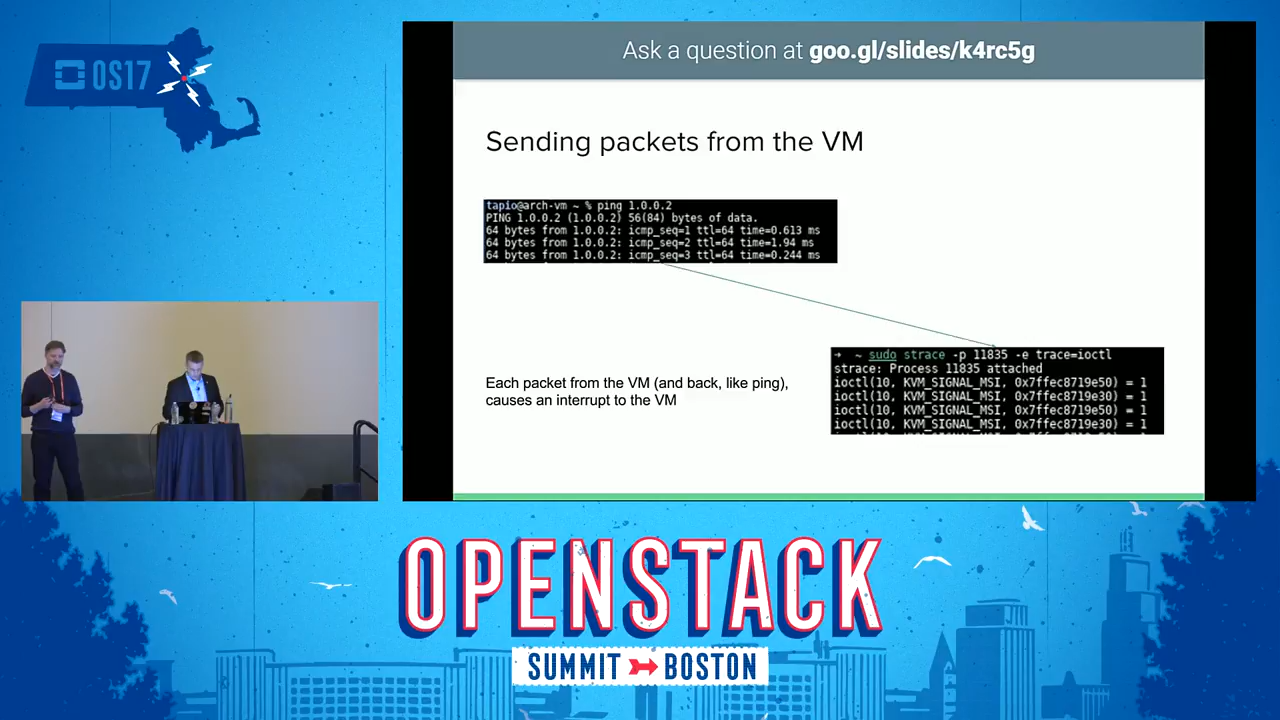 OS17
Ask a question at goo.gl/slides/k4rc5g
Sending packets from the VM
tapio@arch-vm ~ % ping 1.0.0.2
PING 1.0.0.2 (1.0.0.2) 56(84) bytes of data.
64 bytes from 1.0.0.2: icmp_seq=1 ttl=64 time=0.613 ms
64 bytes from 1.0.0.2: icmp_seq=2 ttl=64 time=1.94 ms
64 bytes from 1.0.0.2: icmp_seq=3 ttl=64 time=0.244 ms
Each packet from the VM (and back, like ping),
causes an interrupt to the VM
→ ~ sudo strace -p 11835 -e trace=ioctl
strace: Process 11835 attached
ioctl(10, KVM_SIGNAL_MSI, 0x7ffec8719e50) = 1
ioctl(10, KVM_SIGNAL_MSI, 0x7ffec8719e30) = 1
ioctl(10, KVM_SIGNAL_MSI, 0x7ffec8719e50) = 1
ioctl(10, KVM_SIGNAL_MSI, 0x7ffec8719e30) = 1
OPENSTACK
SUMMIT BOSTON